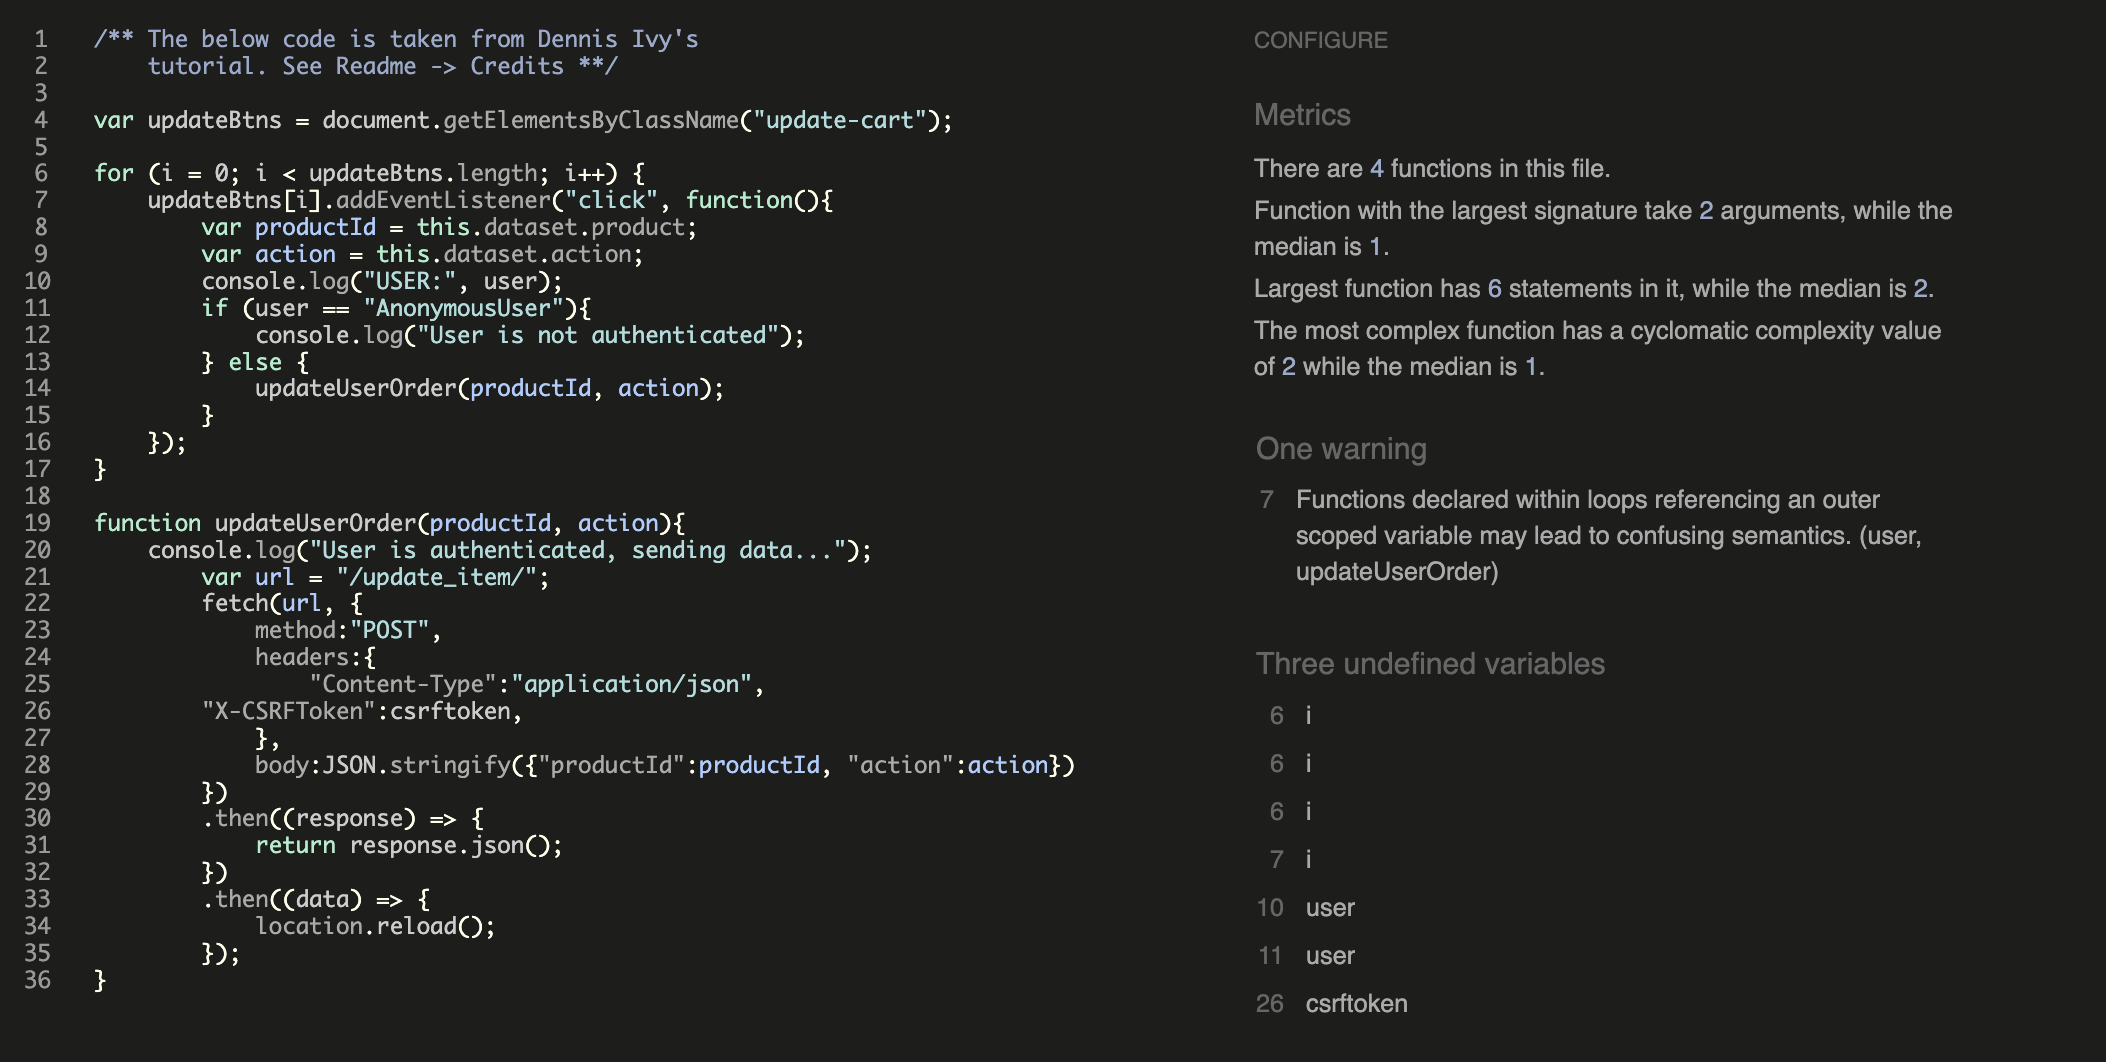 1 /** The below code is taken from Dennis Ivy's
2 tutorial. See Readme -> Credits **/
3
4 var updateBtns = document.getElementsByClassName("update-cart");
5
6 for (i = 0; i < updateBtns.length; i++) {
7 updateBtns[i].addEventListener("click", function(){
8 var productId = this.dataset.product;
9 var action = this.dataset.action;
10 console.log("USER:", user);
11 if (user == "AnonymousUser"){
12 console.log("User is not authenticated");
13 } else {
14 updateUserOrder(productId, action);
15 }
16 });
17 }
18
19 function updateUserOrder(productId, action){
20 console.log("User is authenticated, sending data...");
21 var url = "/update_item/";
22 fetch(url, {
23 method:"POST",
24 headers:{
25 "Content-Type":"application/json",
26 "X-CSRFToken":csrftoken,
27 },
28 body:JSON.stringify({"productId":productId, "action":action})
29 })
30 .then((response) => {
31 return response.json();
32 })
33 .then((data) => {
34 location.reload();
35 });
36 }
CONFIGURE
Metrics
There are 4 functions in this file.
Function with the largest signature take 2 arguments, while the
median is 1.
Largest function has 6 statements in it, while the median is 2.
The most complex function has a cyclomatic complexity value
of 2 while the median is 1.
One warning
7 Functions declared within loops referencing an outer
scoped variable may lead to confusing semantics. (user,
updateUserOrder)
Three undefined variables
6 i
6 i
6 i
7 i
10 user
11 user
26 csrftoken